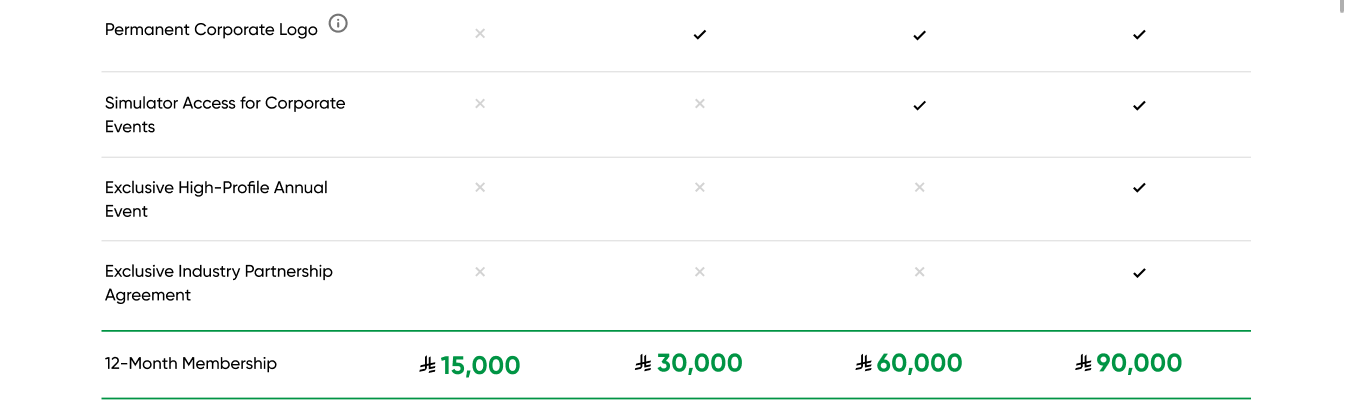 Permanent Corporate Logo
Simulator Access for Corporate
Events
Exclusive High-Profile Annual
Event
Exclusive Industry Partnership
Agreement
12-Month Membership 15,000 30,000 60,000 90,000